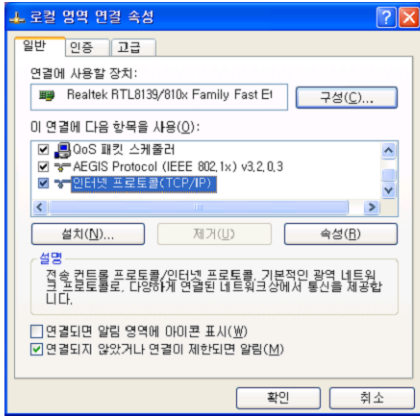 로컬 영역 연결 속성
일반 인증 고급
연결에 사용할 장치:
Realtek RTL8139/810x Family Fast Et
구성(C)...
이 연결에 다음 항목을 사용(O):
QoS 패킷 스케줄러
AEGIS Protocol (IEEE 802.1x) v3.2.0.3
인터넷 프로토콜(TCP/IP)
설치(N)... 제거(U) 속성(R)
설명
전송 컨트롤 프로토콜/인터넷 프로토콜. 기본적인 광역 네트워
크 프로토콜로, 다양하게 연결된 네트워크상에서 통신을 제공합
니다.
연결되면 알림 영역에 아이콘 표시(W)
연결되지 않았거나 연결이 제한되면 알림(M)
확인 취소